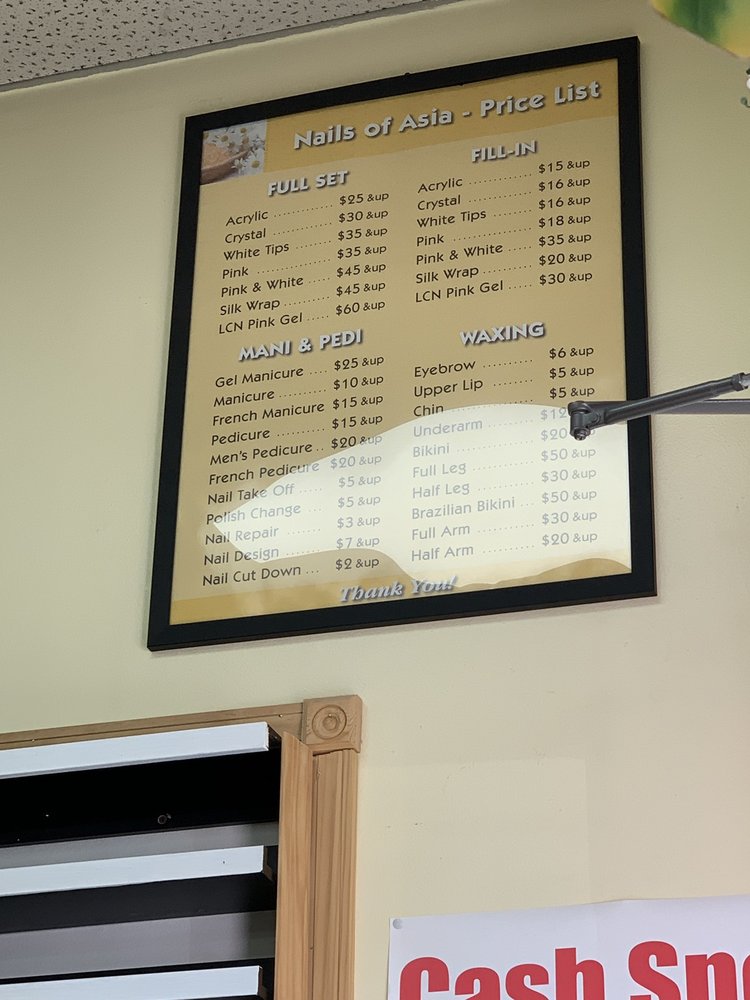 Nails of Asia - Price List
FULL SET
Acrylic ............... $25 &up
Crystal ............... $30 &up
White Tips ........ $35 &up
Pink ................... $35 &up
Pink & White ..... $45 &up
Silk Wrap ........... $45 &up
LCN Pink Gel ..... $60 &up
FILL-IN
Acrylic ............... $15 &up
Crystal ............... $16 &up
White Tips ........ $16 &up
Pink ................... $18 &up
Pink & White ..... $35 &up
Silk Wrap ........... $20 &up
LCN Pink Gel ..... $30 &up
MANI & PEDI
Gel Manicure .... $25 &up
Manicure ........... $10 &up
French Manicure $15 &up
Pedicure ........... $15 &up
Men's Pedicure .. $20 &up
French Pedicure $20 &up
Nail Take Off ..... $5 &up
Polish Change ... $5 &up
Nail Repair ........ $3 &up
Nail Design ....... $7 &up
Nail Cut Down ... $2 &up
WAXING
Eyebrow ........... $6 &up
Upper Lip ......... $5 &up
Chin ................. $5 &up
Underarm ......... $12
Bikini ................ $20
Full Leg ............ $50 &up
Half Leg ........... $30 &up
Brazilian Bikini ... $50 &up
Full Arm ........... $30 &up
Half Arm .......... $20 &up
Thank You!
Cash